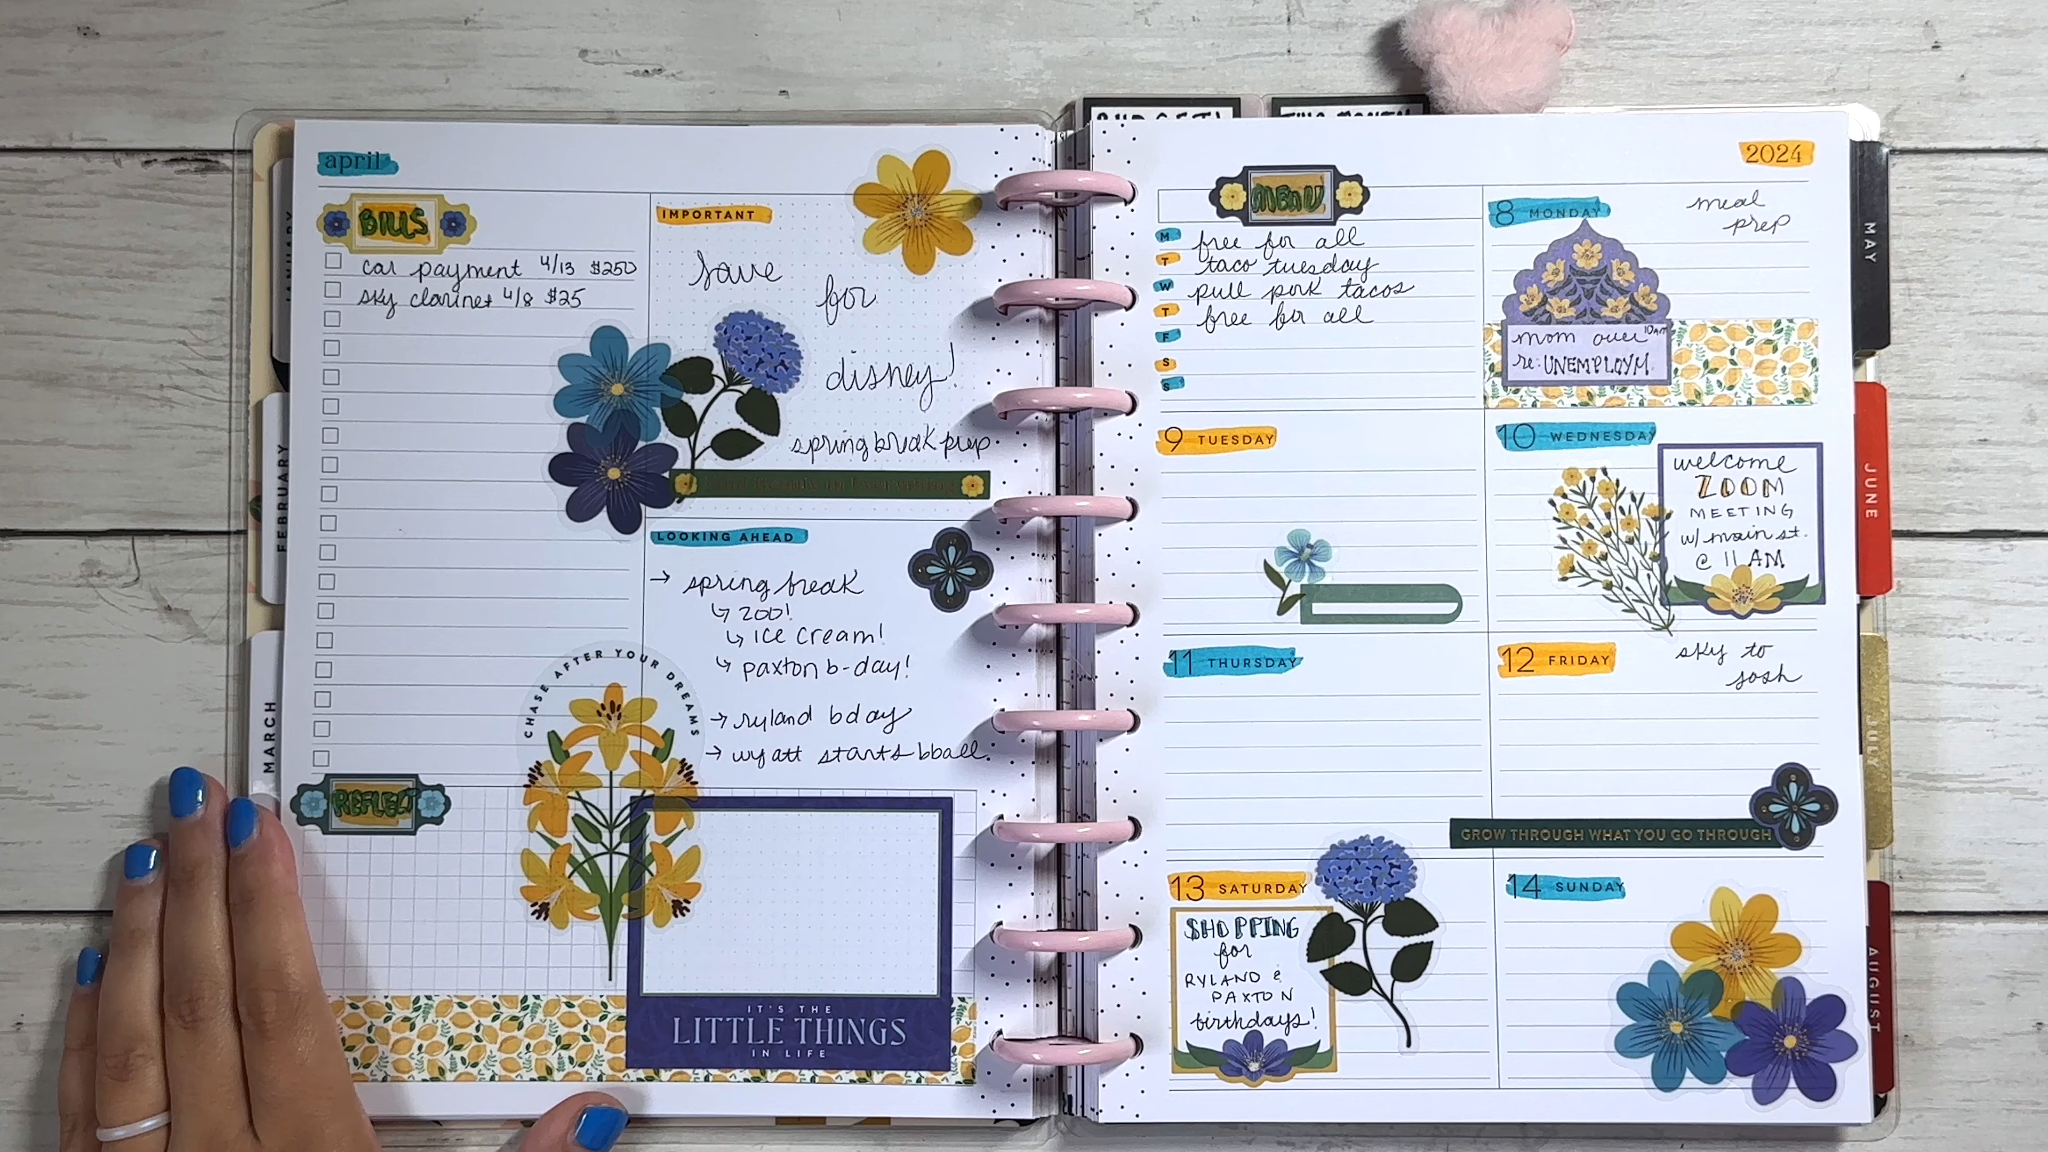 april
BILLS
car payment 4/13 $250
sky clarinet 4/8 $25
IMPORTANT
save
for
disney!
spring break prep
LOOKING AHEAD
→ spring break
↳ zoo!
↳ ice cream!
↳ paxton b-day!
→ ryland bday
→ wyatt starts bball
CHASE AFTER YOUR DREAMS
REFLECT
IT'S THE
LITTLE THINGS
IN LIFE
JANUARY
FEBRUARY
MARCH
BUDGET!
THIS MONTH
2024
MENU
M free for all
T taco tuesday
W pull pork tacos
T free for all
F
S
S
8 MONDAY
meal
prep
mom over 10am
re: UNEMPLOYM.
9 TUESDAY
10 WEDNESDAY
welcome
ZOOM
MEETING
w/ main st.
@ 11 AM
11 THURSDAY
12 FRIDAY
sky to
josh
GROW THROUGH WHAT YOU GO THROUGH
13 SATURDAY
SHOPPING
for
RYLAND &
PAXTON
birthdays!
14 SUNDAY
MAY
JUNE
JULY
AUGUST